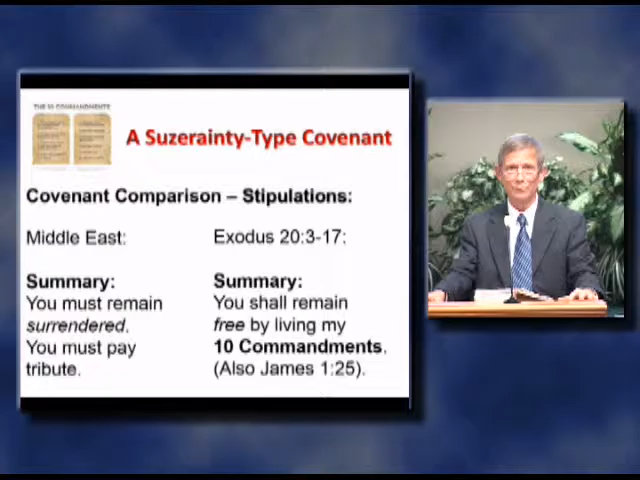 THE 10 COMMANDMENTS
A Suzerainty-Type Covenant
Covenant Comparison – Stipulations:
Middle East:
Exodus 20:3-17:
Summary:
You must remain
surrendered.
You must pay
tribute.
Summary:
You shall remain
free by living my
10 Commandments.
(Also James 1:25).